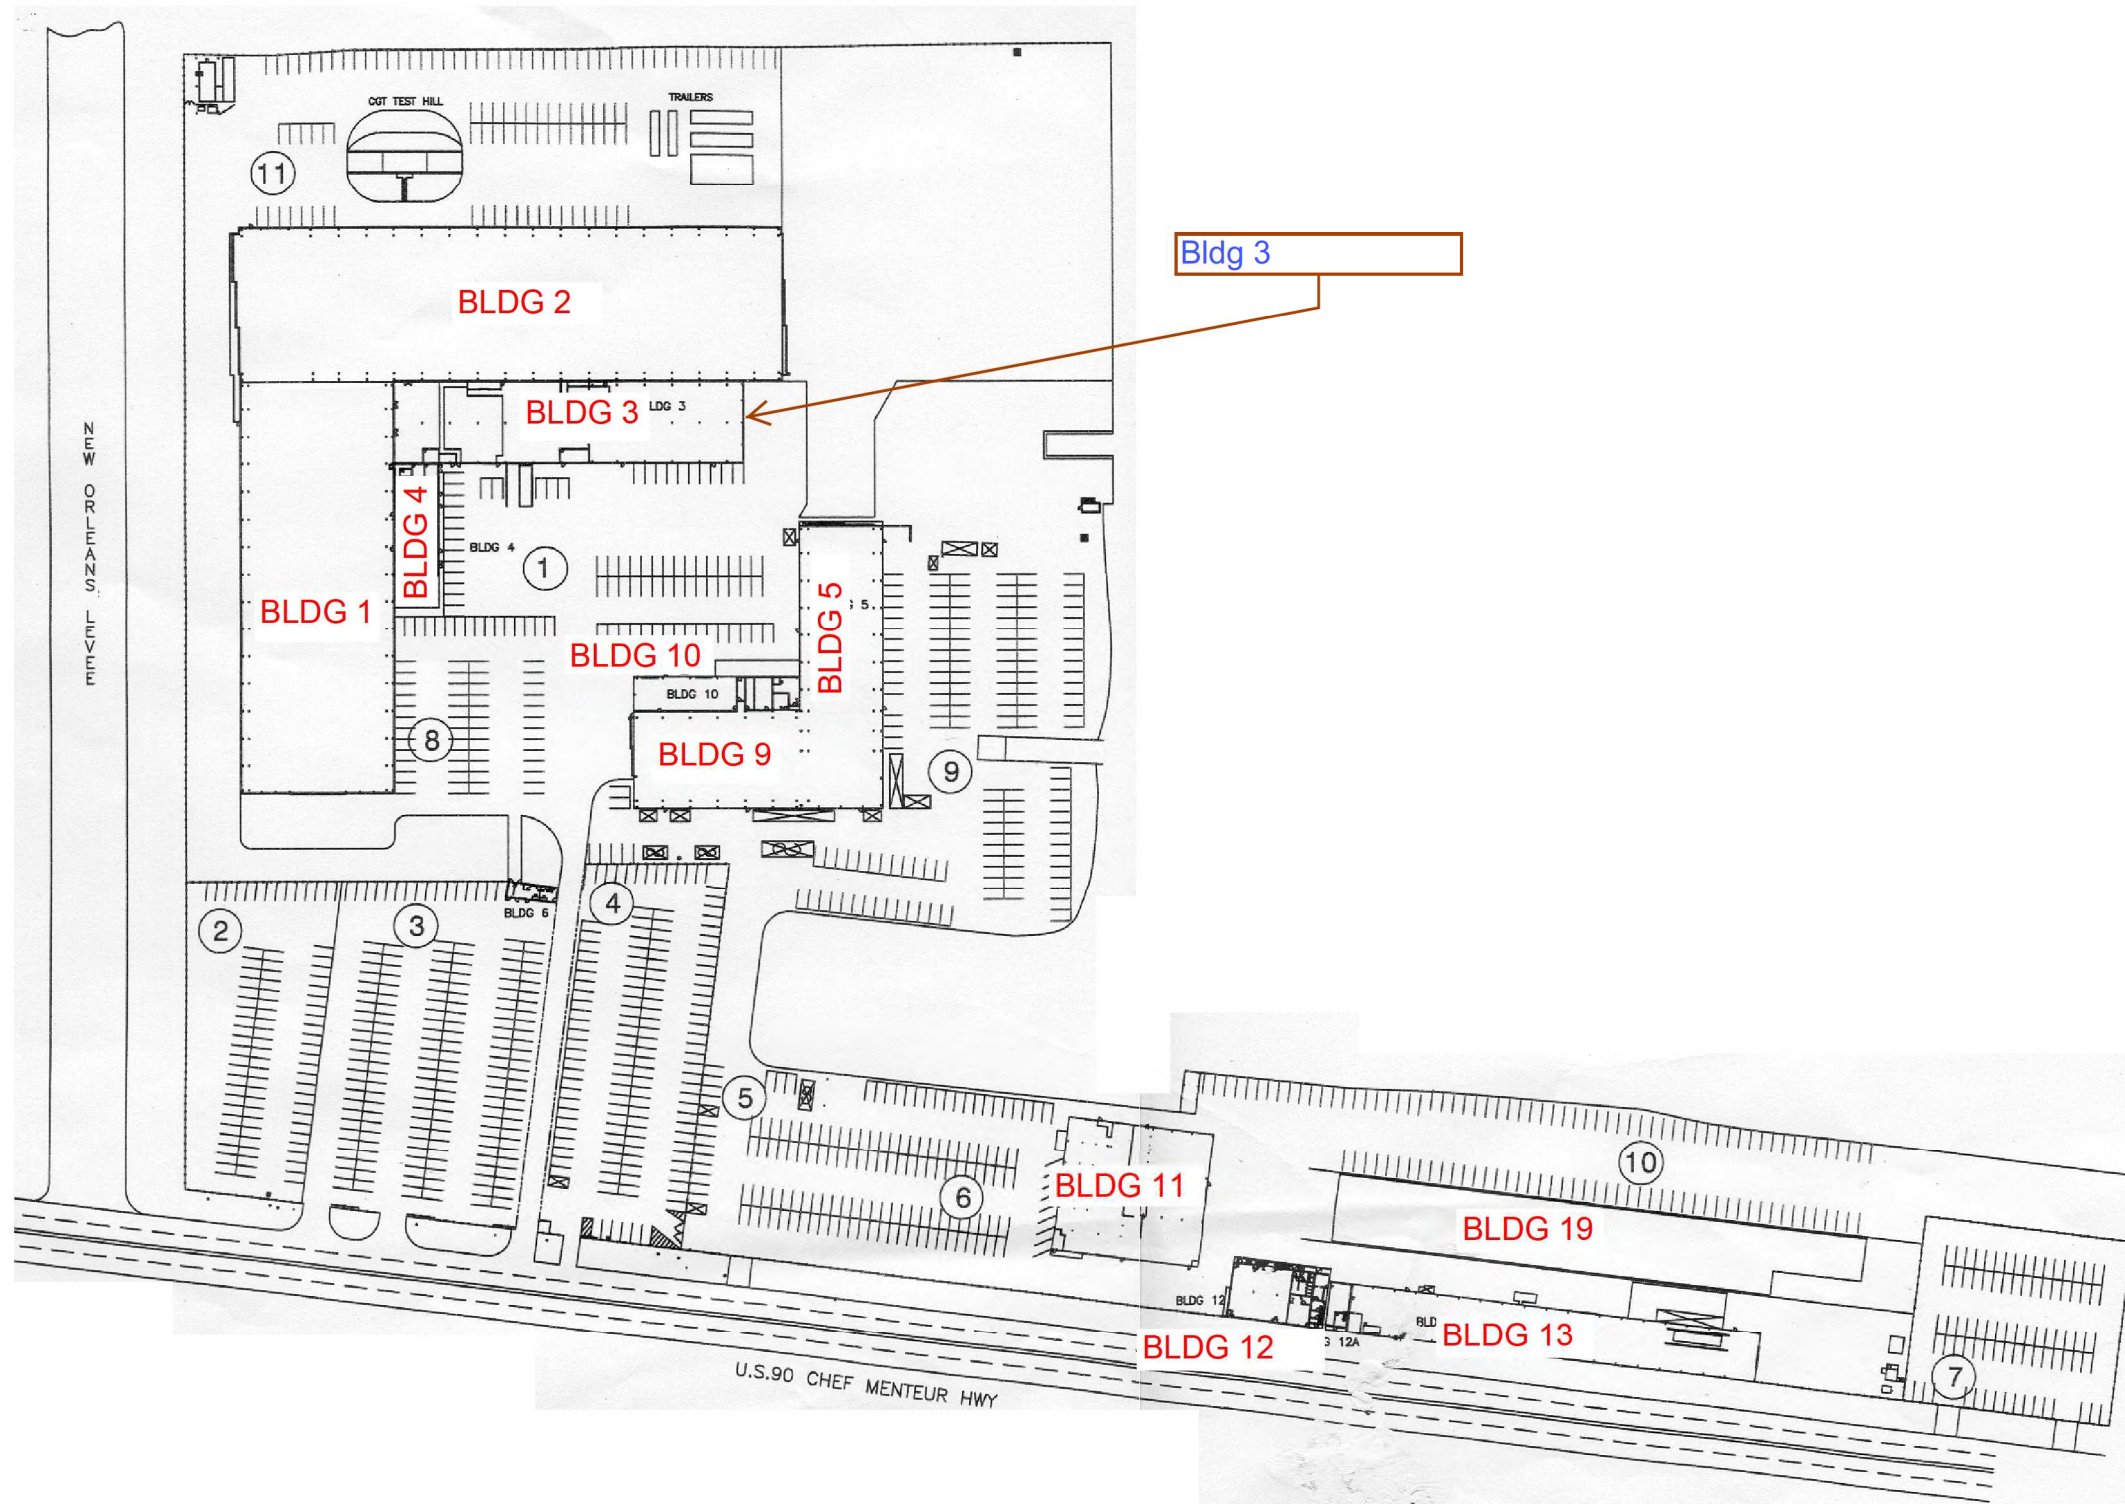 CGT TEST HILL
TRAILERS
11
Bldg 3
BLDG 2
BLDG 3
LDG 3
NEW ORLEANS LEVEE
BLDG 4
BLDG 4
1
BLDG 5
5
BLDG 1
BLDG 10
BLDG 10
8
BLDG 9
9
BLDG 6
2
3
4
5
6
BLDG 11
10
BLDG 19
BLDG 12
BLDG 12
12A
BLD
BLDG 13
7
U.S.90 CHEF MENTEUR HWY